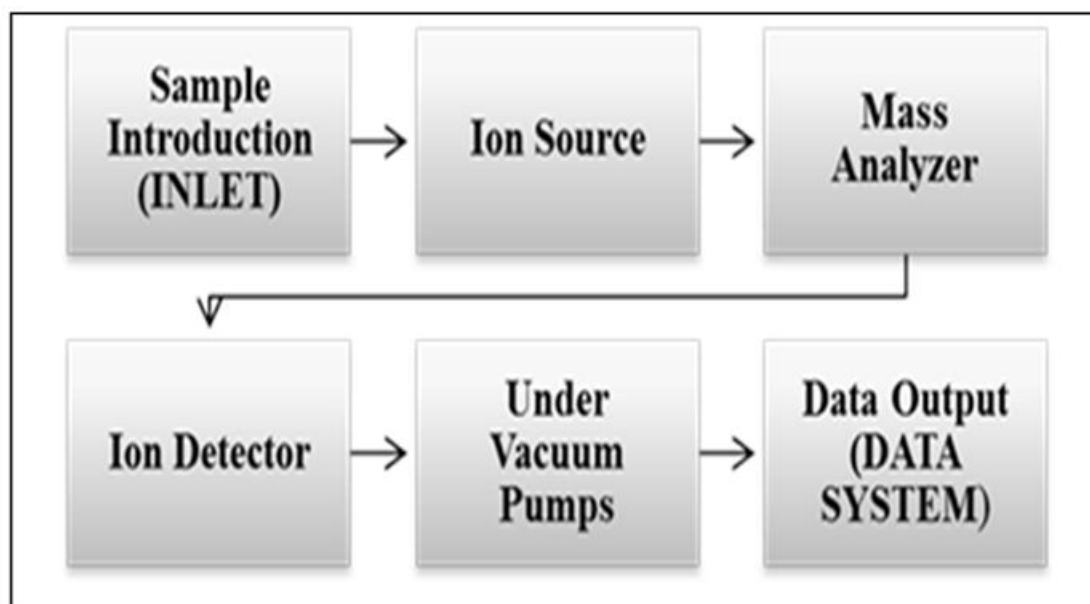 Sample
Introduction
(INLET)
Ion Source
Mass
Analyzer
Ion Detector
Under
Vacuum
Pumps
Data Output
(DATA
SYSTEM)